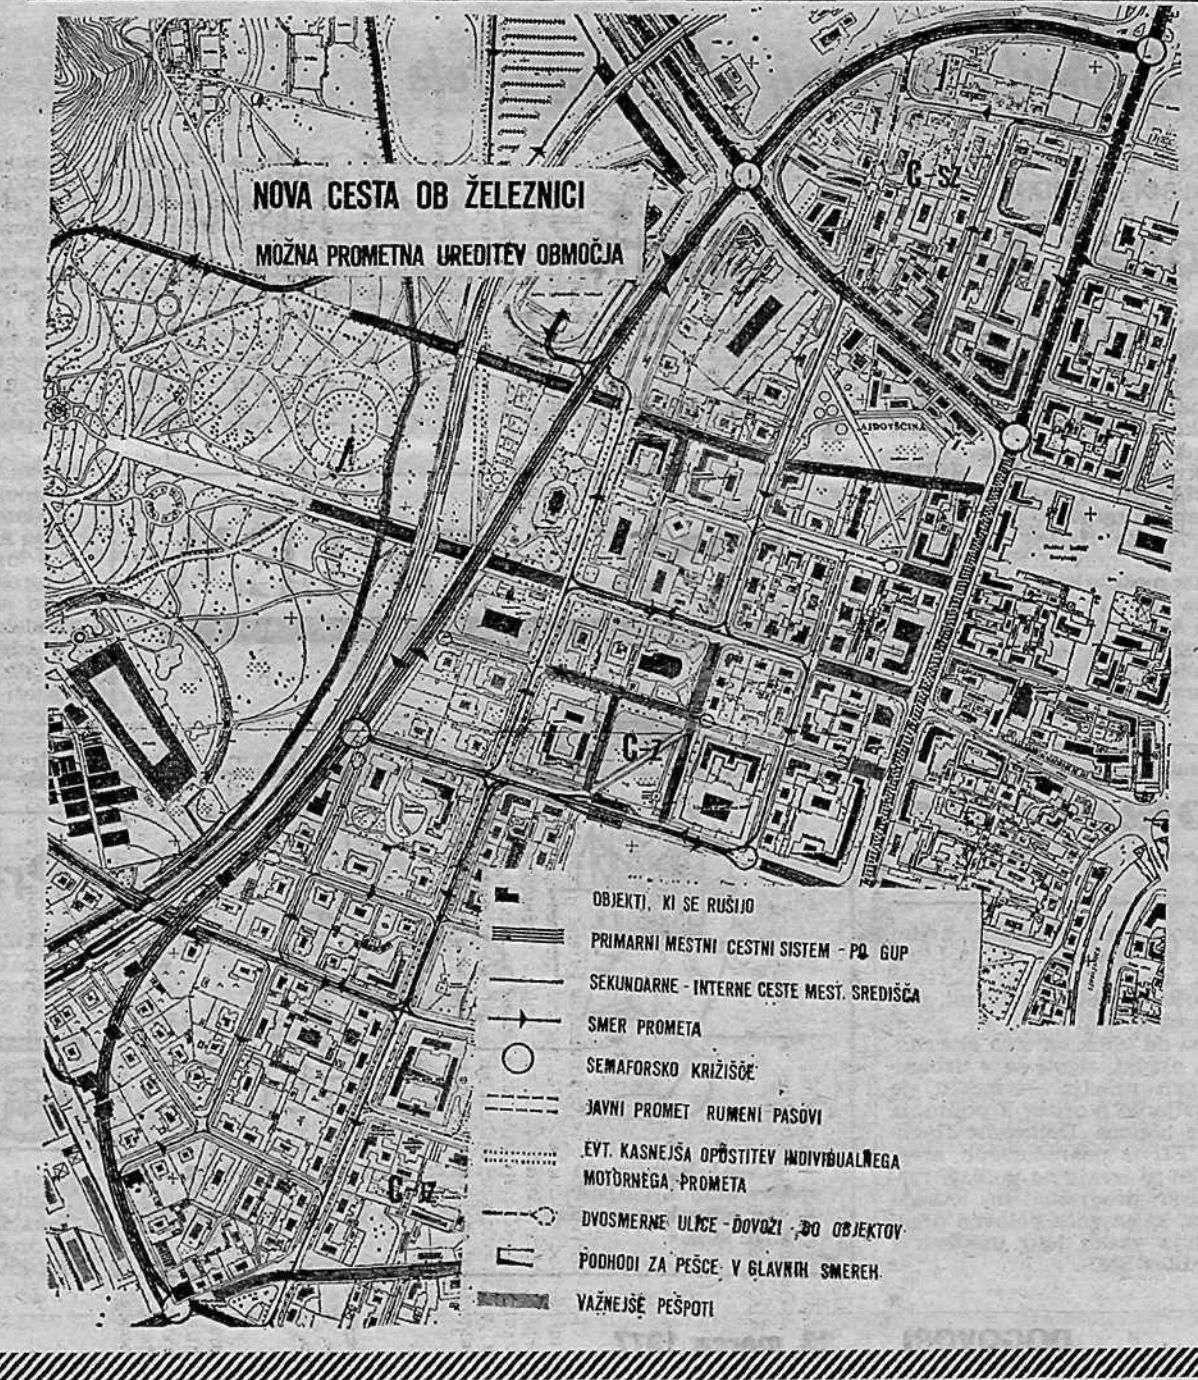 NOVA CESTA OB ŽELEZNICI
MOŽNA PROMETNA UREDITEV OBMOČJA
C-SZ
AJDOVŠČINA
C-Z
OBJEKTI, KI SE RUŠIJO
PRIMARNI MESTNI CESTNI SISTEM - PO GUP
SEKUNDARNE - INTERNE CESTE MEST. SREDIŠČA
SMER PROMETA
SEMAFORSKO KRIŽIŠČE
JAVNI PROMET RUMENI PASOVI
EVT. KASNEJŠA OPUSTITEV INDIVIDUALNEGA
MOTORNEGA PROMETA
C-JZ
DVOSMERNE ULICE - DOVOZI - DO OBJEKTOV
PODHODI ZA PEŠCE V GLAVNIH SMEREH
VAŽNEJŠE PEŠPOTI